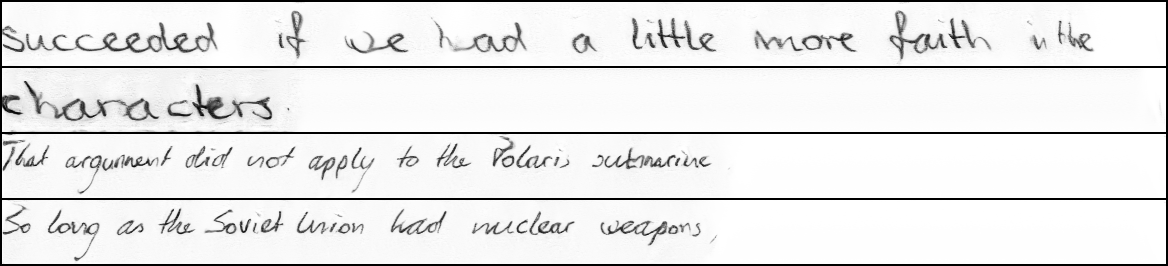 succeeded if we had a little more faith in the
characters.
That argument did not apply to the Polaris submarine.
So long as the Soviet Union had nuclear weapons,